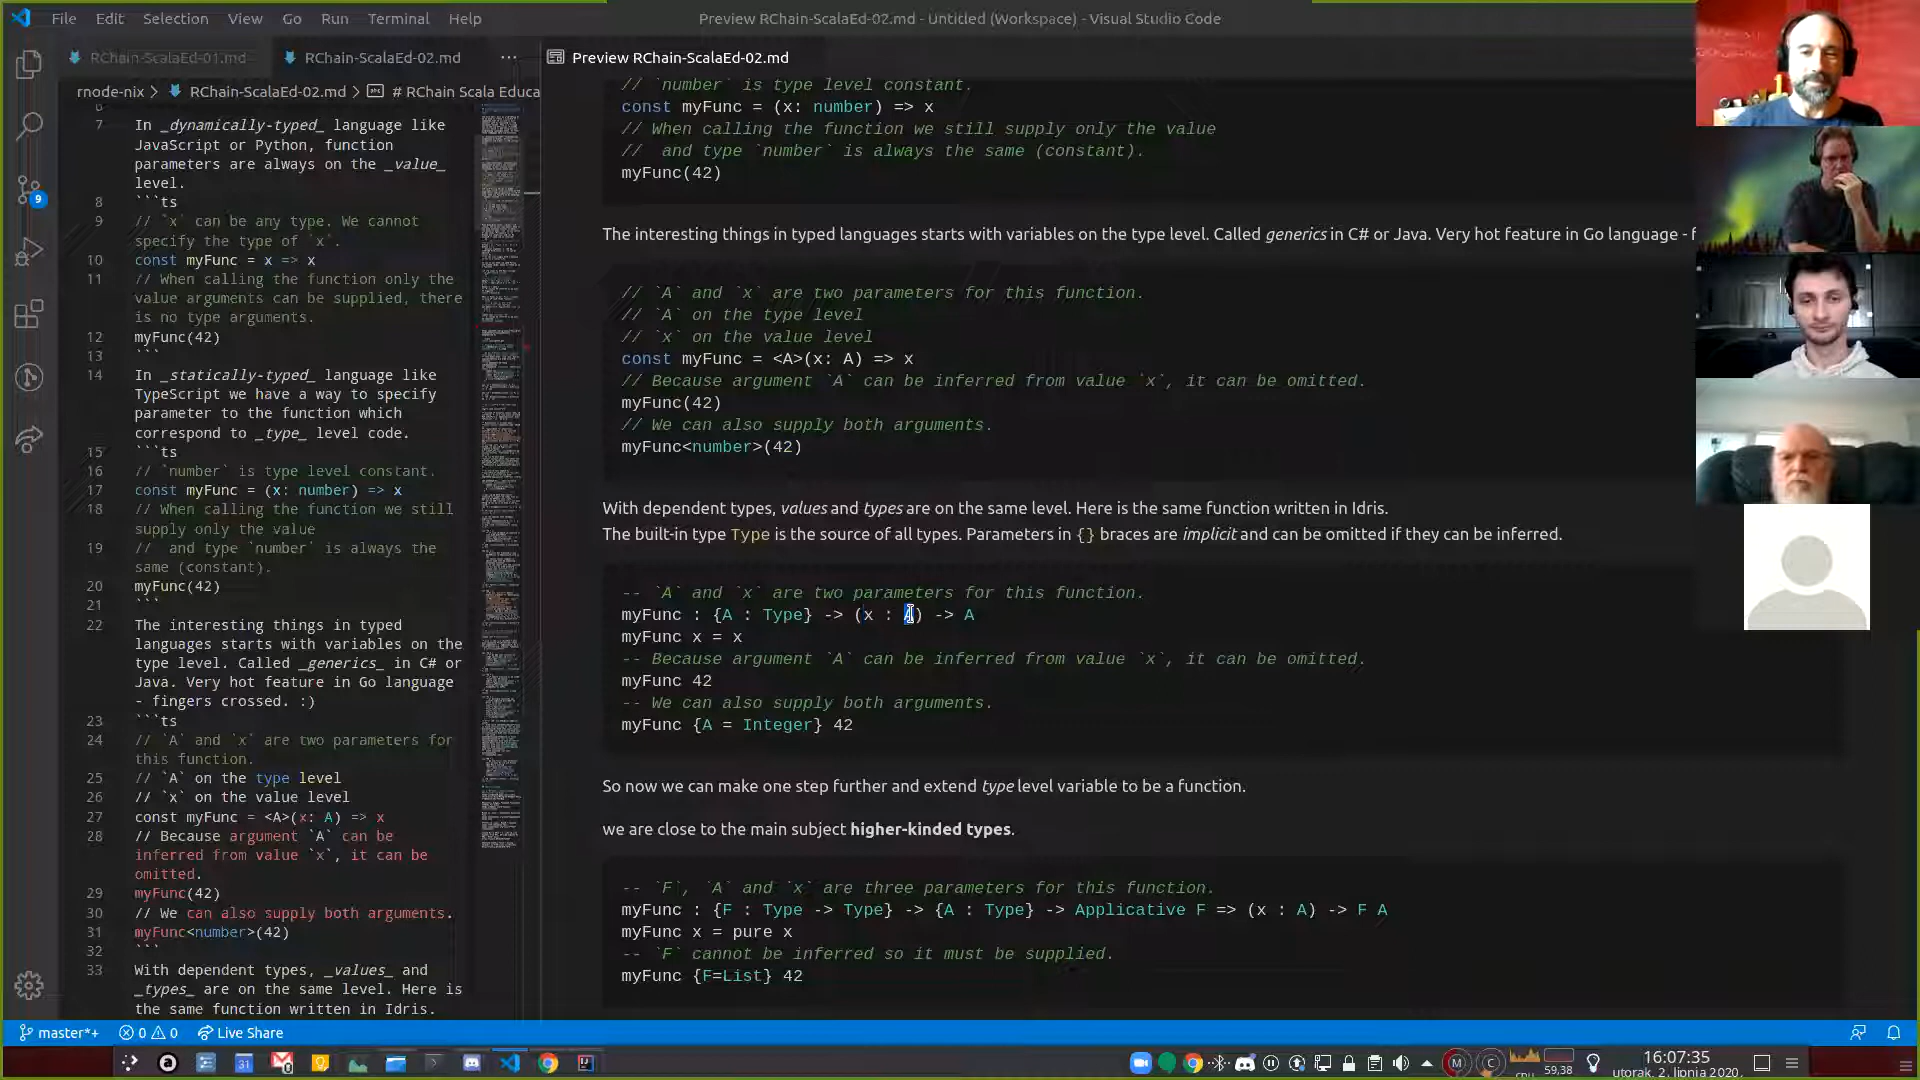 File Edit Selection View Go Run Terminal Help
Preview RChain-ScalaEd-02.md - Untitled (Workspace) - Visual Studio Code
RChain-ScalaEd-01.md
RChain-ScalaEd-02.md ...
Preview RChain-ScalaEd-02.md
rnode-nix > RChain-ScalaEd-02.md > # RChain Scala Educa
6
7 In _dynamically-typed_ language like
JavaScript or Python, function
parameters are always on the _value_
level.
8 ```ts
9 // `x` can be any type. We cannot
specify the type of `x`.
10 const myFunc = x => x
11 // When calling the function only the
value arguments can be supplied, there
is no type arguments.
12 myFunc(42)
13 ```
14 In _statically-typed_ language like
TypeScript we have a way to specify
parameter to the function which
correspond to _type_ level code.
15 ```ts
16 // `number` is type level constant.
17 const myFunc = (x: number) => x
18 // When calling the function we still
supply only the value
19 //  and type `number` is always the
same (constant).
20 myFunc(42)
21 ```
22 The interesting things in typed
languages starts with variables on the
type level. Called _generics_ in C# or
Java. Very hot feature in Go language
- fingers crossed. :)
23 ```ts
24 // `A` and `x` are two parameters for
this function.
25 // `A` on the type level
26 // `x` on the value level
27 const myFunc = <A>(x: A) => x
28 // Because argument `A` can be
inferred from value `x`, it can be
omitted.
29 myFunc(42)
30 // We can also supply both arguments.
31 myFunc<number>(42)
32 ```
33 With dependent types, _values_ and
_types_ are on the same level. Here is
the same function written in Idris.
// `number` is type level constant.
const myFunc = (x: number) => x
// When calling the function we still supply only the value
//  and type `number` is always the same (constant).
myFunc(42)
The interesting things in typed languages starts with variables on the type level. Called generics in C# or Java. Very hot feature in Go language - f
// `A` and `x` are two parameters for this function.
// `A` on the type level
// `x` on the value level
const myFunc = <A>(x: A) => x
// Because argument `A` can be inferred from value `x`, it can be omitted.
myFunc(42)
// We can also supply both arguments.
myFunc<number>(42)
With dependent types, values and types are on the same level. Here is the same function written in Idris.
The built-in type Type is the source of all types. Parameters in {} braces are implicit and can be omitted if they can be inferred.
-- `A` and `x` are two parameters for this function.
myFunc : {A : Type} -> (x : A) -> A
myFunc x = x
-- Because argument `A` can be inferred from value `x`, it can be omitted.
myFunc 42
-- We can also supply both arguments.
myFunc {A = Integer} 42
So now we can make one step further and extend type level variable to be a function.
we are close to the main subject higher-kinded types.
-- `F`, `A` and `x` are three parameters for this function.
myFunc : {F : Type -> Type} -> {A : Type} -> Applicative F => (x : A) -> F A
myFunc x = pure x
-- `F` cannot be inferred so it must be supplied.
myFunc {F=List} 42
9
master*+ 0 0 Live Share
31
M C
cpu
59,38
16:07:35
utorak, 2. lipnja 2020.